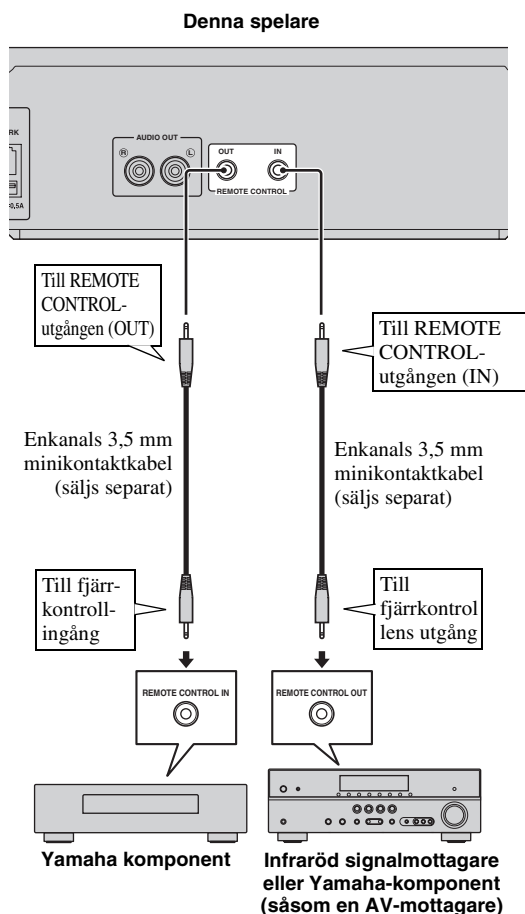 Denna spelare
RK
0,5A
AUDIO OUT
R
L
OUT
IN
REMOTE CONTROL
Till REMOTE
CONTROL-
utgången (OUT)
Till REMOTE
CONTROL-
utgången (IN)
Enkanals 3,5 mm
minikontaktkabel
(säljs separat)
Enkanals 3,5 mm
minikontaktkabel
(säljs separat)
Till fjärr-
kontroll-
ingång
Till
fjärrkontrol
lens utgång
REMOTE CONTROL IN
REMOTE CONTROL OUT
Yamaha komponent
Infraröd signalmottagare
eller Yamaha-komponent
(såsom en AV-mottagare)